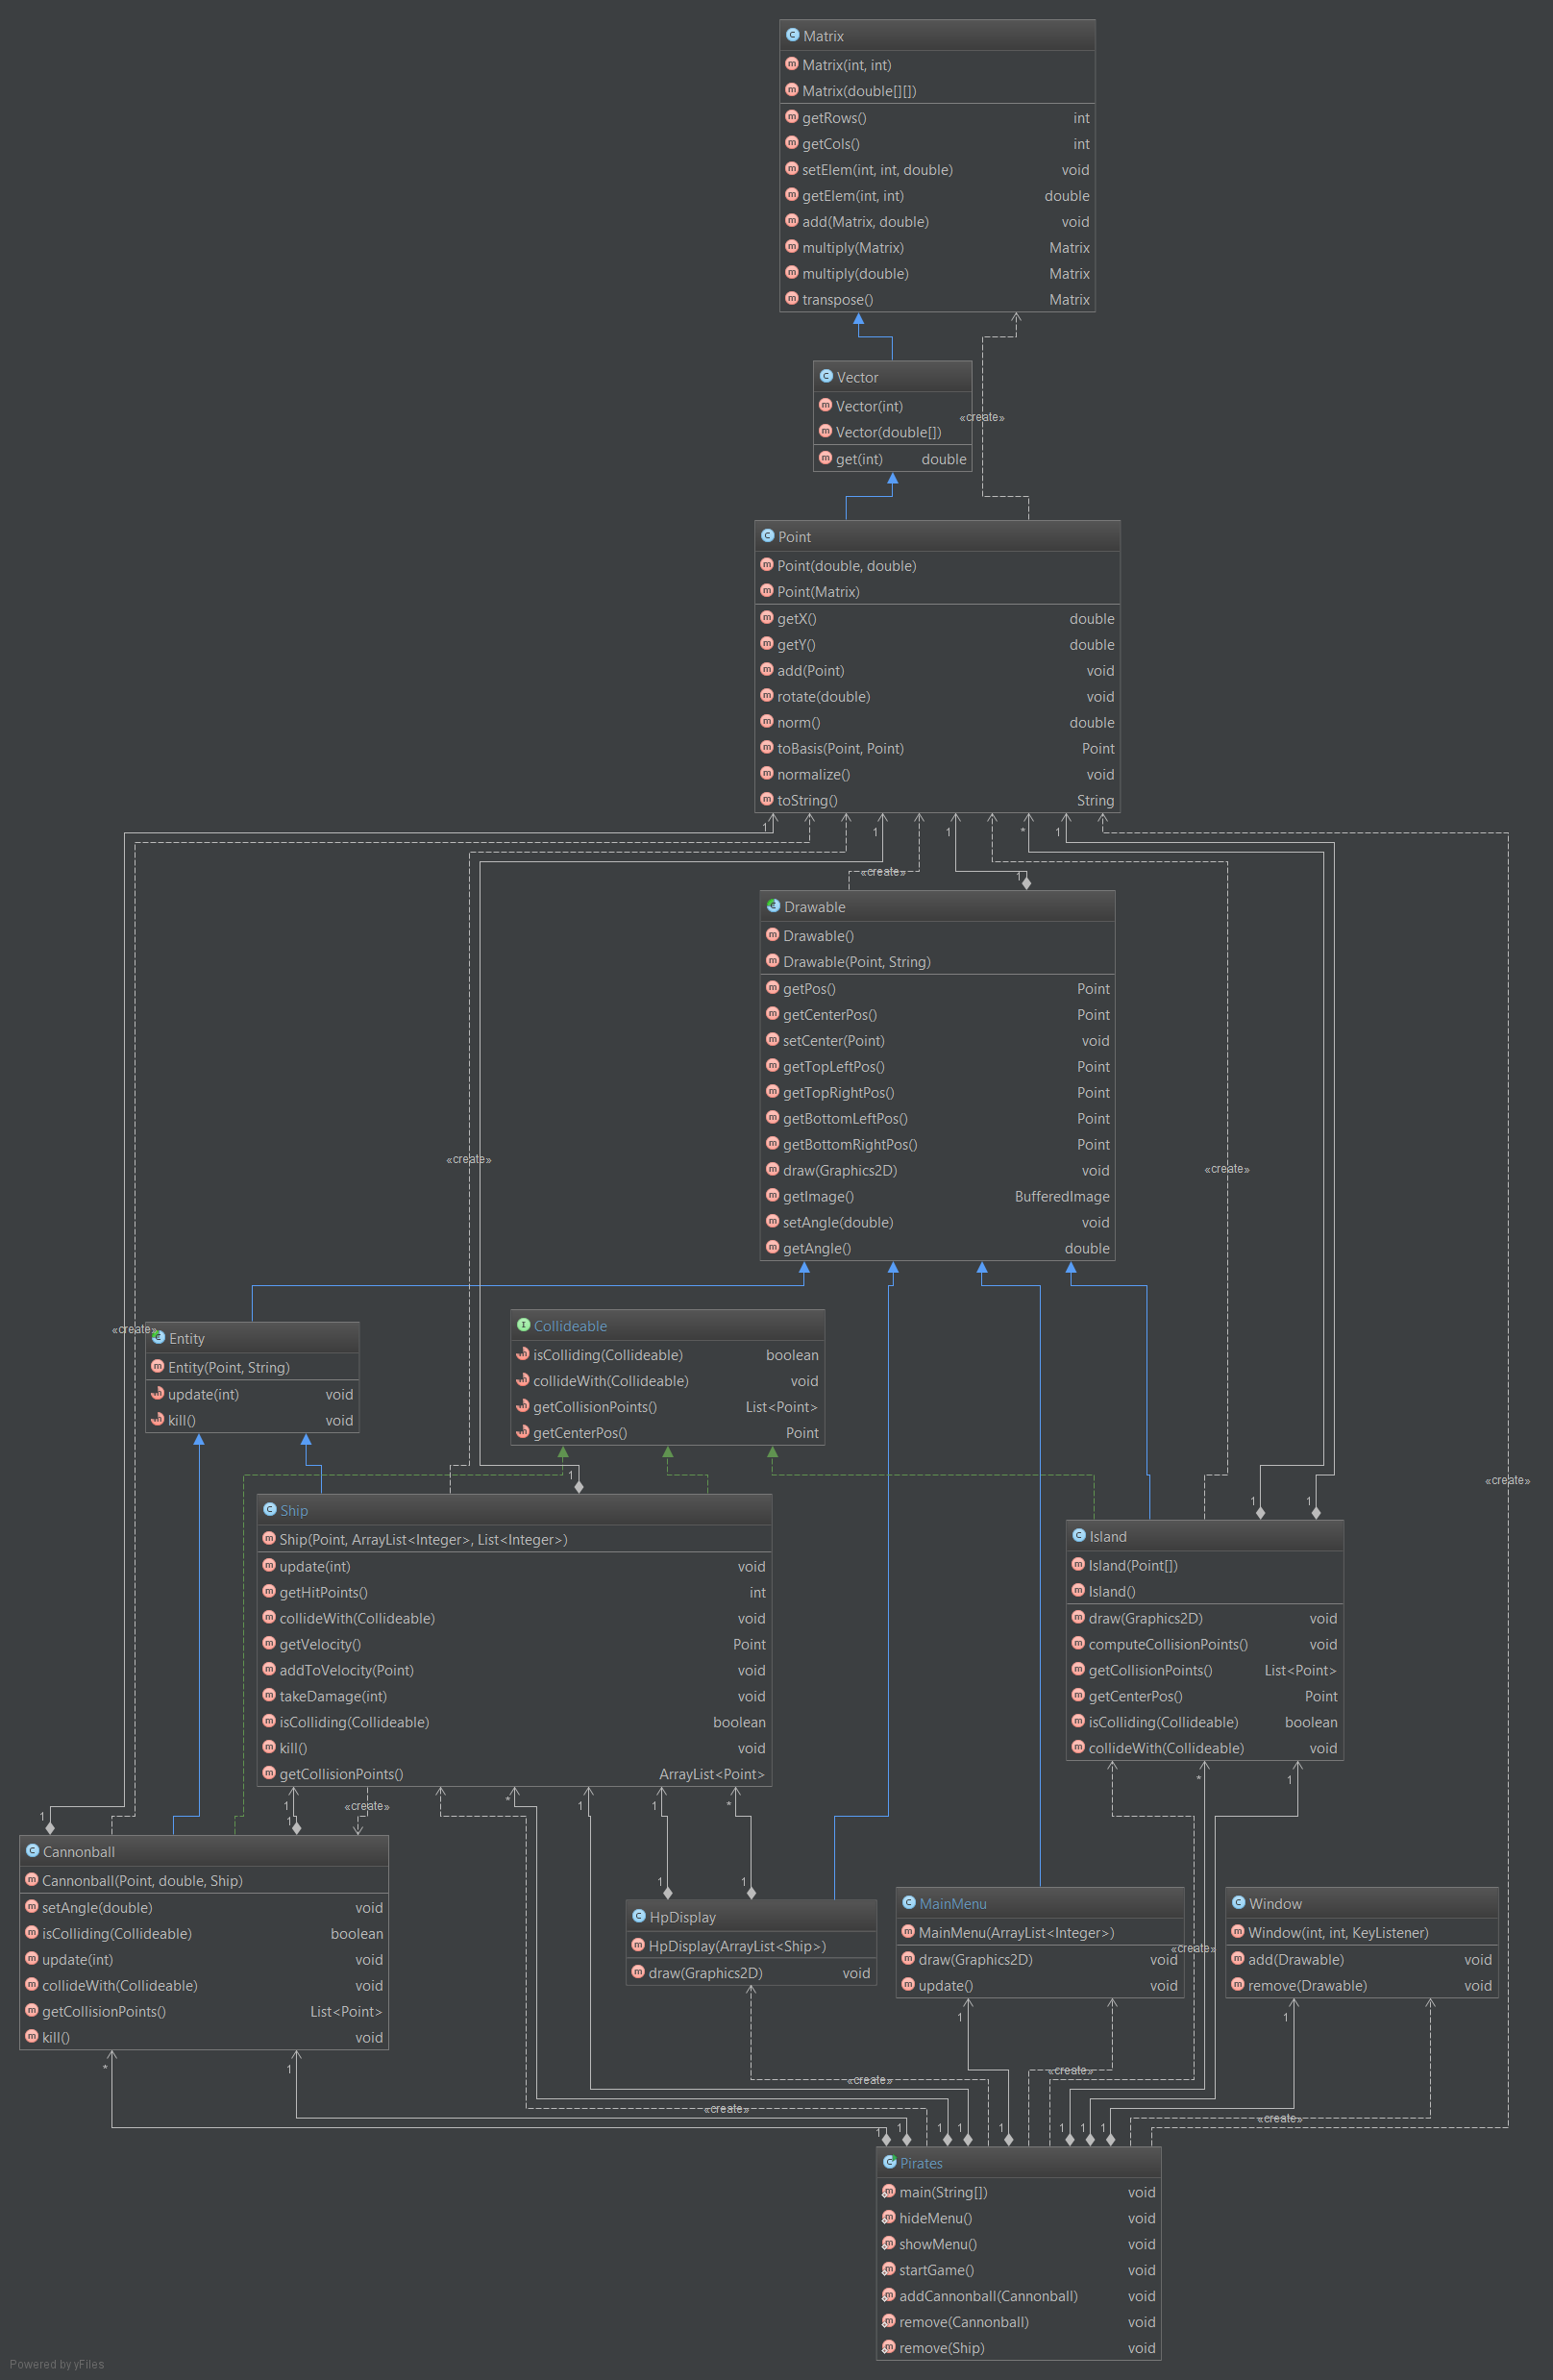 Matrix
Matrix(int, int)
Matrix(double[][])
getRows() int
getCols() int
setElem(int, int, double) void
getElem(int, int) double
add(Matrix, double) void
multiply(Matrix) Matrix
multiply(double) Matrix
transpose() Matrix
Vector
Vector(int)
Vector(double[])
get(int) double
«create»
Point
Point(double, double)
Point(Matrix)
getX() double
getY() double
add(Point) void
rotate(double) void
norm() double
toBasis(Point, Point) Point
normalize() void
toString() String
1 1 1 * 1
«create» 1
Drawable
Drawable()
Drawable(Point, String)
getPos() Point
getCenterPos() Point
setCenter(Point) void
getTopLeftPos() Point
getTopRightPos() Point
getBottomLeftPos() Point
getBottomRightPos() Point
draw(Graphics2D) void
getImage() BufferedImage
setAngle(double) void
getAngle() double
«create» «create»
«create»
Entity
Entity(Point, String)
update(int) void
kill() void
Collideable
isColliding(Collideable) boolean
collideWith(Collideable) void
getCollisionPoints() List<Point>
getCenterPos() Point
1 «create»
1 1
Ship
Ship(Point, ArrayList<Integer>, List<Integer>)
update(int) void
getHitPoints() int
collideWith(Collideable) void
getVelocity() Point
addToVelocity(Point) void
takeDamage(int) void
isColliding(Collideable) boolean
kill() void
getCollisionPoints() ArrayList<Point>
Island
Island(Point[])
Island()
draw(Graphics2D) void
computeCollisionPoints() void
getCollisionPoints() List<Point>
getCenterPos() Point
isColliding(Collideable) boolean
collideWith(Collideable) void
1 «create» * 1 1 * * 1
1 1
Cannonball
Cannonball(Point, double, Ship)
setAngle(double) void
isColliding(Collideable) boolean
update(int) void
collideWith(Collideable) void
getCollisionPoints() List<Point>
kill() void
1 1
HpDisplay
HpDisplay(ArrayList<Ship>)
draw(Graphics2D) void
MainMenu
MainMenu(ArrayList<Integer>)
draw(Graphics2D) void
update() void
«create»
Window
Window(int, int, KeyListener)
add(Drawable) void
remove(Drawable) void
* 1 1 1
«create» «create»
«create» «create»
1 1 1 1 1 1 1 1
Pirates
main(String[]) void
hideMenu() void
showMenu() void
startGame() void
addCannonball(Cannonball) void
remove(Cannonball) void
remove(Ship) void
Powered by yFiles